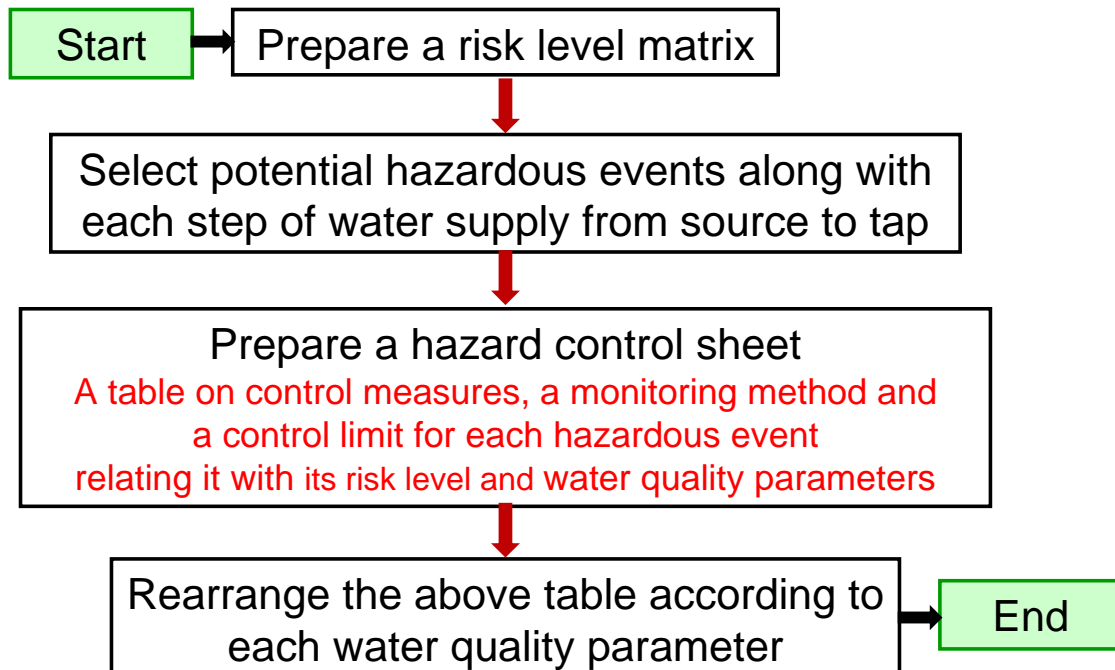 Start
Prepare a risk level matrix
Select potential hazardous events along with
each step of water supply from source to tap
Prepare a hazard control sheet
A table on control measures, a monitoring method and
a control limit for each hazardous event
relating it with its risk level and water quality parameters
Rearrange the above table according to
each water quality parameter
End